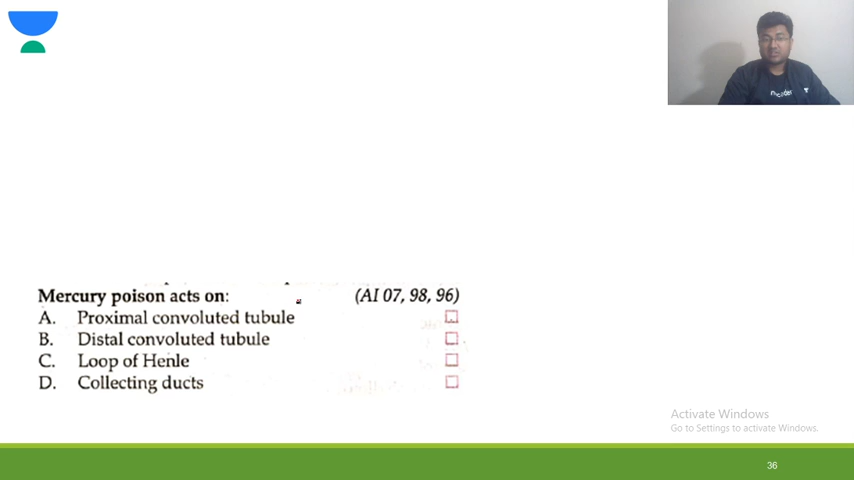 Mercury poison acts on: (AI 07, 98, 96)
A. Proximal convoluted tubule
B. Distal convoluted tubule
C. Loop of Henle
D. Collecting ducts
Activate Windows
Go to Settings to activate Windows.
36